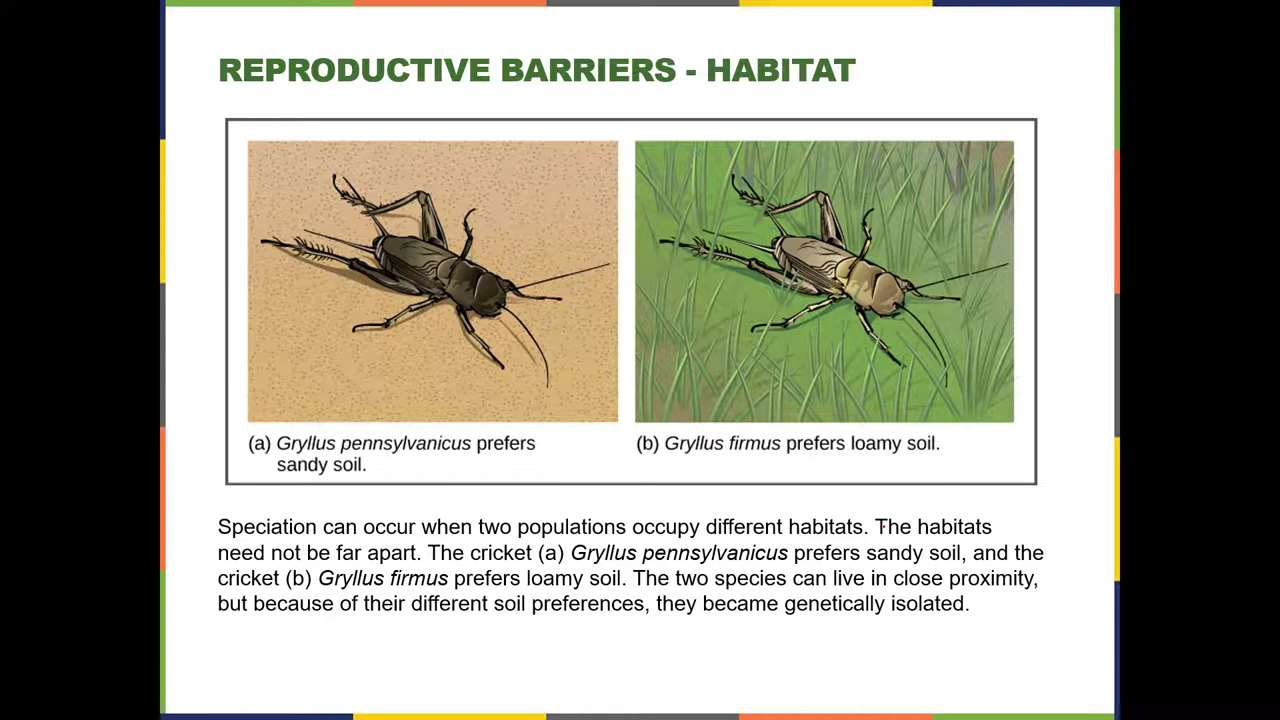 REPRODUCTIVE BARRIERS - HABITAT
(a) Gryllus pennsylvanicus prefers
sandy soil.
(b) Gryllus firmus prefers loamy soil.
Speciation can occur when two populations occupy different habitats. The habitats
need not be far apart. The cricket (a) Gryllus pennsylvanicus prefers sandy soil, and the
cricket (b) Gryllus firmus prefers loamy soil. The two species can live in close proximity,
but because of their different soil preferences, they became genetically isolated.